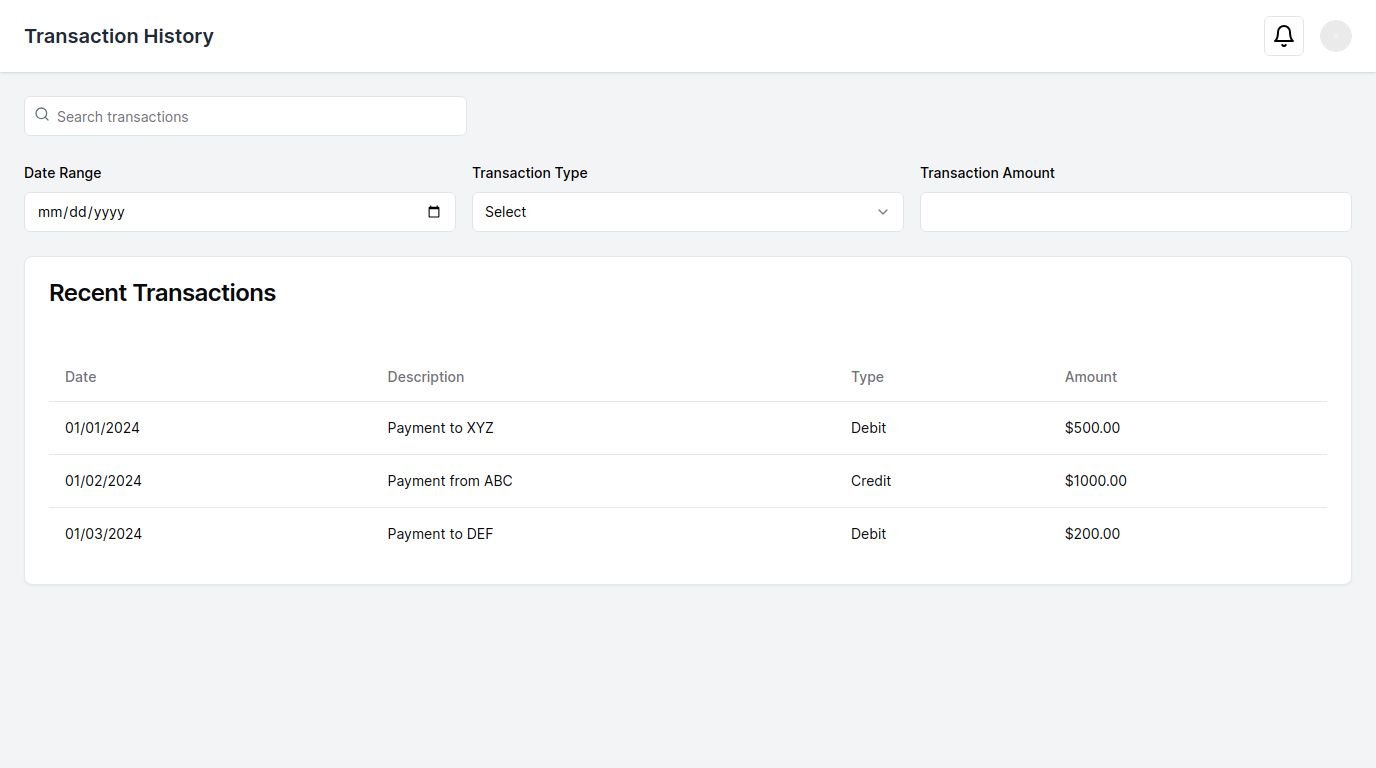 Transaction History
Search transactions
Date Range Transaction Type Transaction Amount
mm/dd/yyyy Select
Recent Transactions
Date Description Type Amount
01/01/2024 Payment to XYZ Debit $500.00
01/02/2024 Payment from ABC Credit $1000.00
01/03/2024 Payment to DEF Debit $200.00